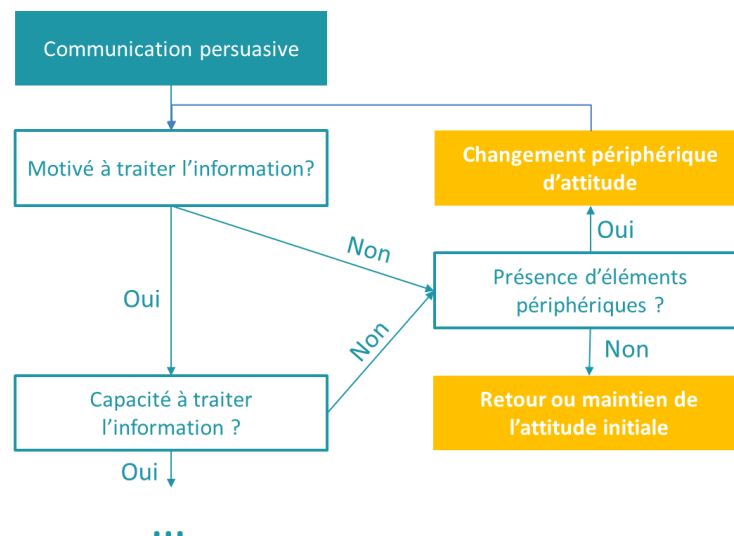 Communication persuasive
Motivé à traiter l’information?
Changement périphérique
d’attitude
Oui
Non
Présence d’éléments
périphériques ?
Oui
Non
Non
Capacité à traiter
l’information ?
Retour ou maintien de
l’attitude initiale
Oui
...